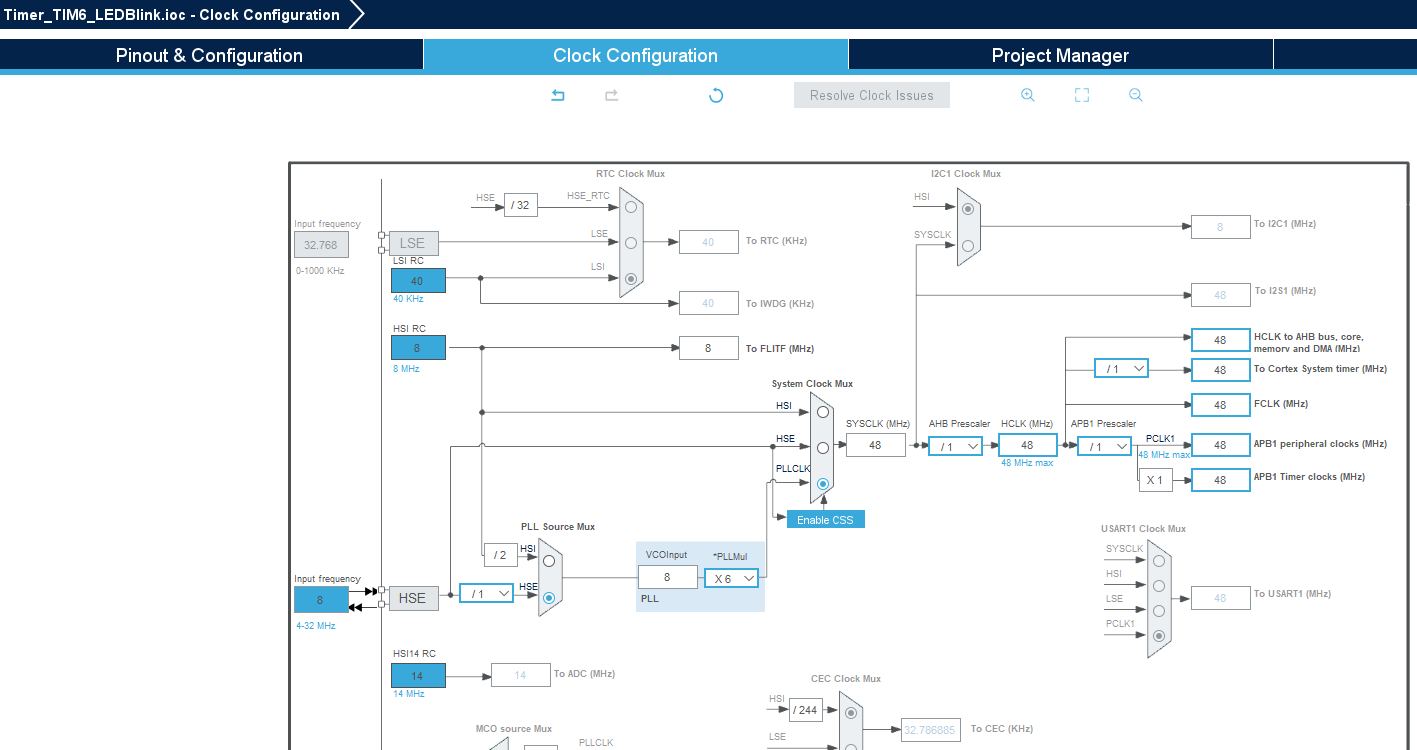 Timer_TIM6_LEDBlink.ioc - Clock Configuration
Pinout & Configuration
Clock Configuration
Project Manager
Resolve Clock Issues
RTC Clock Mux
I2C1 Clock Mux
HSE
/ 32
HSE_RTC
HSI
Input frequency
32.768
0-1000 KHz
LSE
LSE
40
To RTC (KHz)
SYSCLK
8
To I2C1 (MHz)
LSI RC
40
40 KHz
LSI
40
To IWDG (KHz)
48
To I2S1 (MHz)
HSI RC
8
8 MHz
8
To FLITF (MHz)
48
HCLK to AHB bus, core,
memory and DMA (MHz)
/ 1
48
To Cortex System timer (MHz)
System Clock Mux
HSI
48
FCLK (MHz)
HSE
SYSCLK (MHz)
48
AHB Prescaler
/ 1
HCLK (MHz)
48
48 MHz max
APB1 Prescaler
/ 1
PCLK1
48 MHz max
48
APB1 peripheral clocks (MHz)
PLLCLK
X 1
48
APB1 Timer clocks (MHz)
Enable CSS
PLL Source Mux
USART1 Clock Mux
/ 2
HSI
VCOInput
8
*PLLMul
X 6
PLL
SYSCLK
HSI
LSE
PCLK1
48
To USART1 (MHz)
Input frequency
8
4-32 MHz
HSE
/ 1
HSE
HSI14 RC
14
14 MHz
14
To ADC (MHz)
CEC Clock Mux
HSI
/ 244
LSE
32.786885
To CEC (KHz)
MCO source Mux
PLLCLK